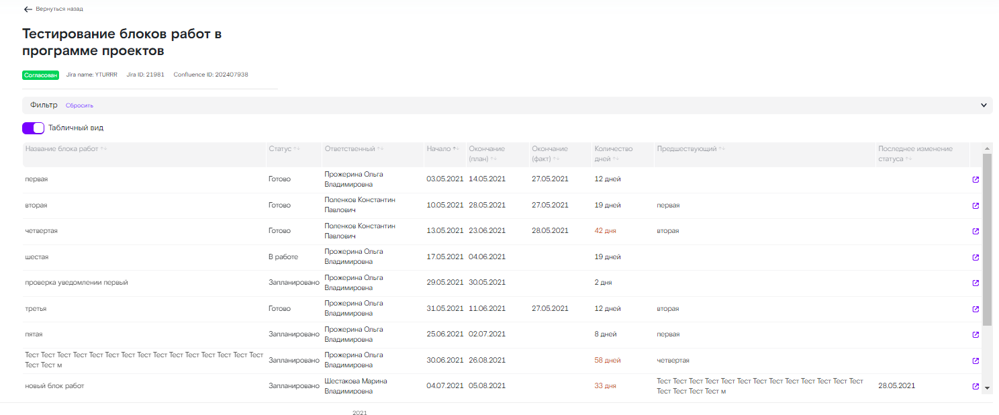 Вернуться назад
Тестирование блоков работ в
программе проектов
Согласован Jira name: YTURRR Jira ID: 21981 Confluence ID: 202407938
Фильтр Сбросить
Табличный вид
Название блока работ Статус Ответственный Начало Окончание (план) Окончание (факт) Количество дней Предшествующий Последнее изменение статуса
первая Готово Прожерина Ольга Владимировна 03.05.2021 14.05.2021 27.05.2021 12 дней
вторая Готово Поленков Константин Павлович 10.05.2021 28.05.2021 27.05.2021 19 дней первая
четвертая Готово Поленков Константин Павлович 13.05.2021 23.06.2021 28.05.2021 42 дня вторая
шестая В работе Прожерина Ольга Владимировна 17.05.2021 04.06.2021 19 дней
проверка уведомлении первый Запланировано Прожерина Ольга Владимировна 29.05.2021 30.05.2021 2 дня
третья Готово Прожерина Ольга Владимировна 31.05.2021 11.06.2021 27.05.2021 12 дней вторая
пятая Запланировано Прожерина Ольга Владимировна 25.06.2021 02.07.2021 8 дней первая
Тест Тест Тест Тест Тест Тест Тест Тест Тест Тест Тест Тест Тест Тест Тест Тест Тест м Запланировано Прожерина Ольга Владимировна 30.06.2021 26.08.2021 58 дней четвертая
новый блок работ Запланировано Шестакова Марина Владимировна 04.07.2021 05.08.2021 33 дня Тест Тест Тест Тест Тест Тест Тест Тест Тест Тест Тест Тест Тест Тест Тест Тест Тест м 28.05.2021
2021